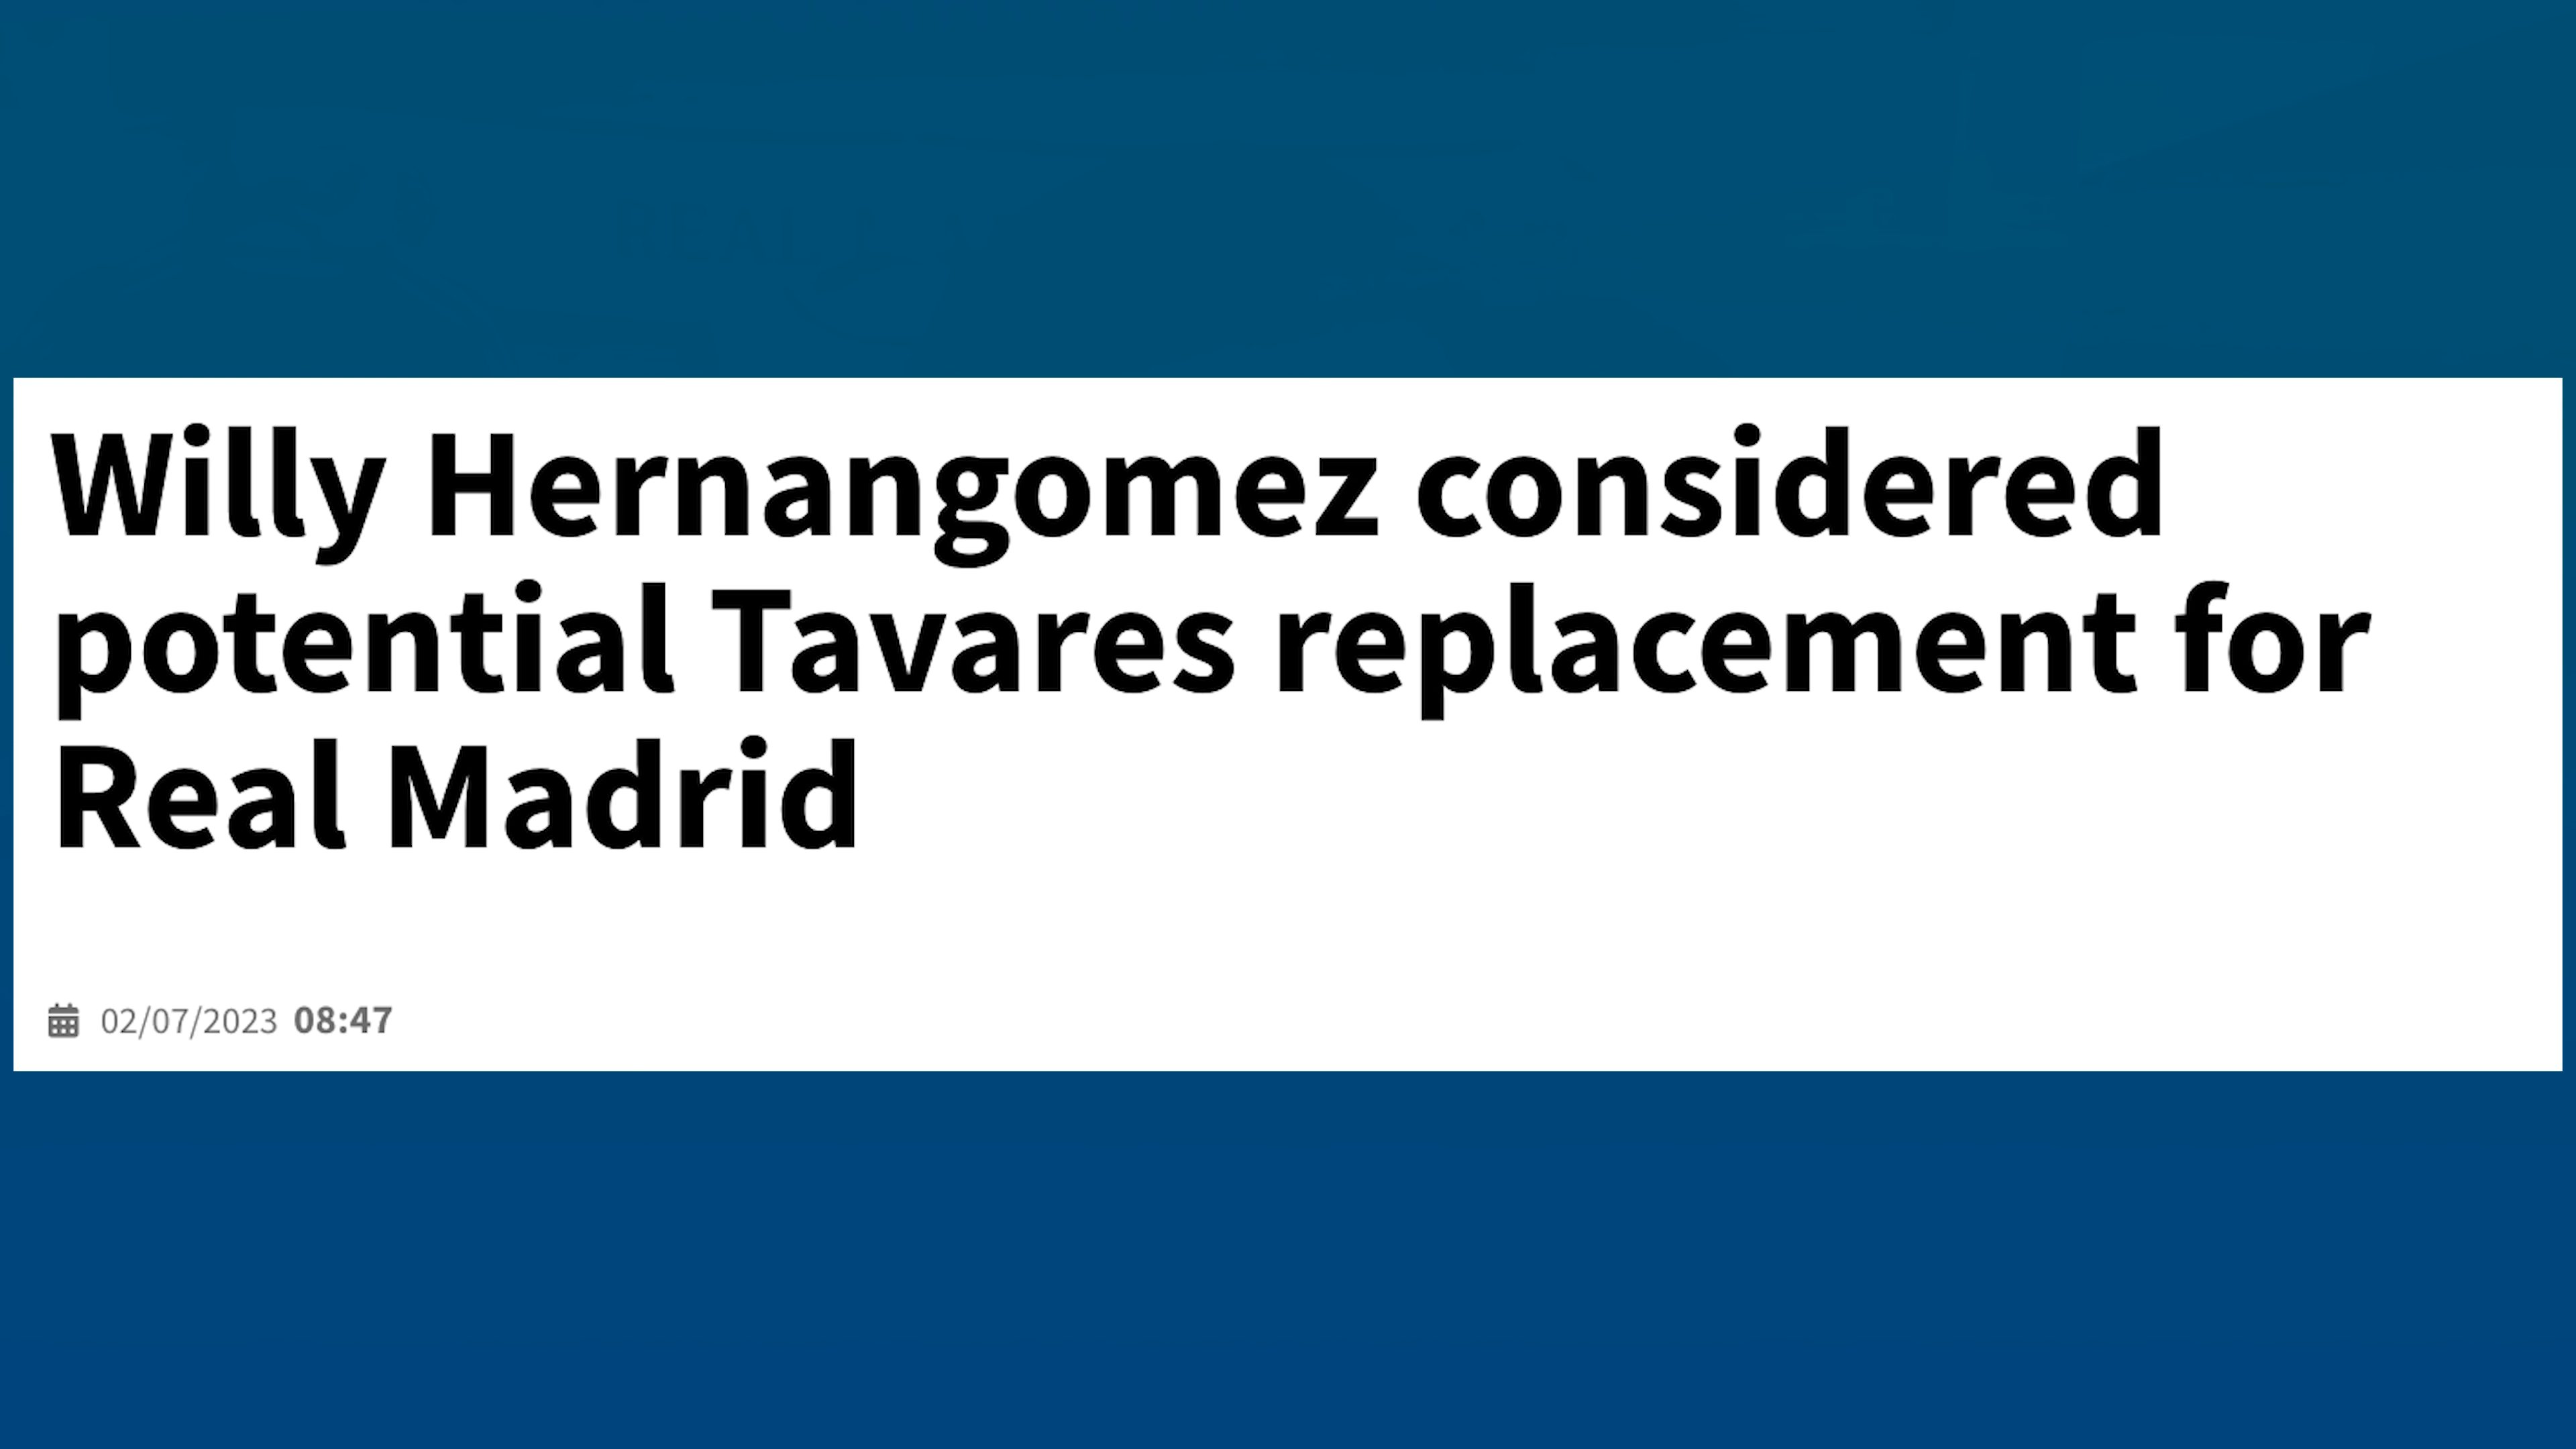 Willy Hernangomez considered
potential Tavares replacement for
Real Madrid
02/07/2023 08:47